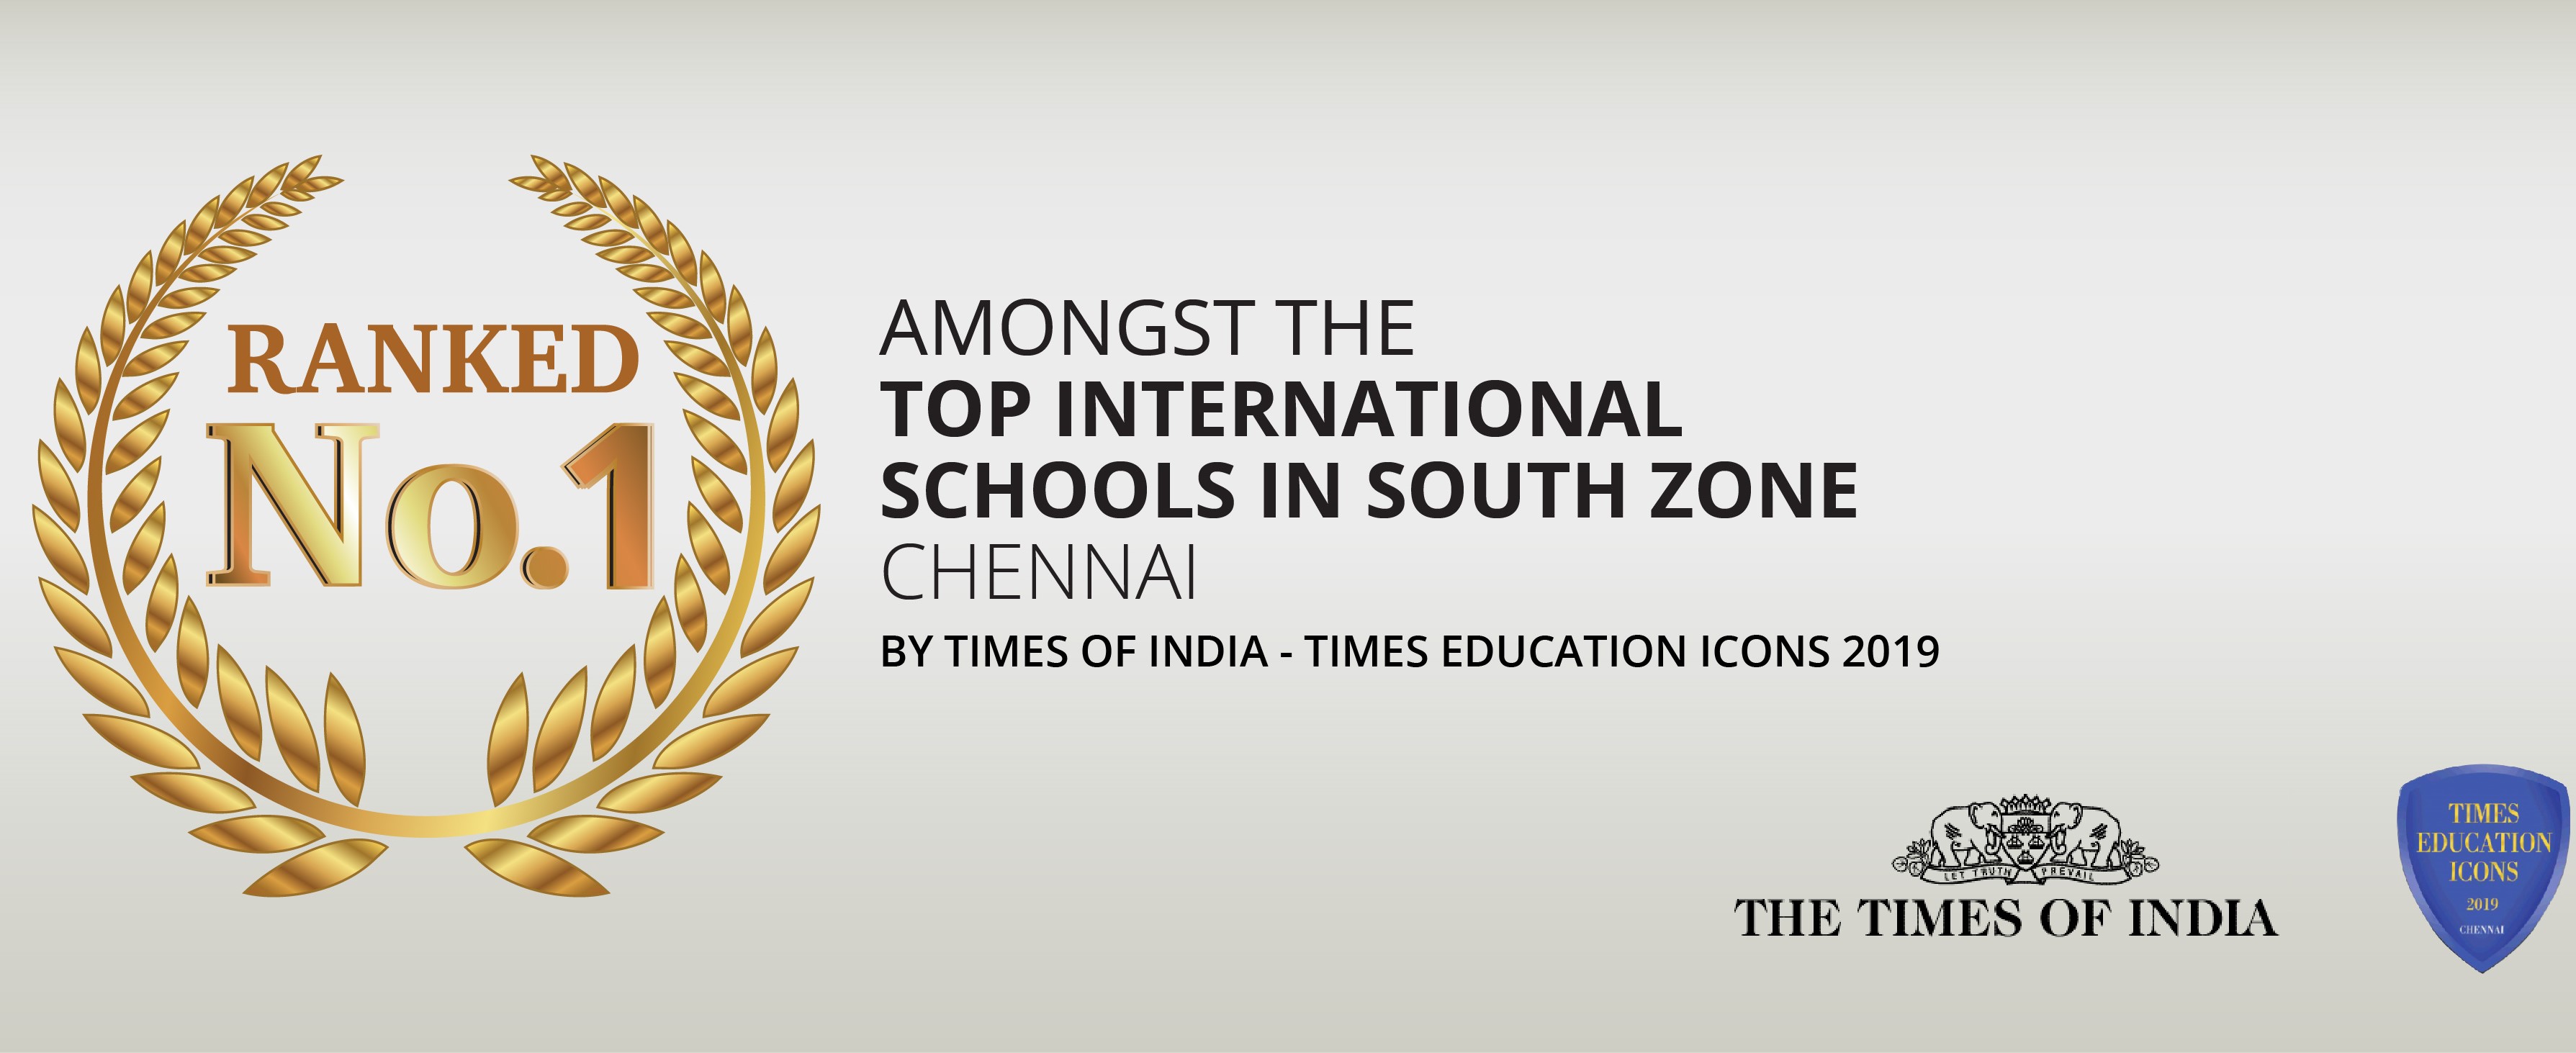 RANKED
No.1
AMONGST THE
TOP INTERNATIONAL
SCHOOLS IN SOUTH ZONE
CHENNAI
BY TIMES OF INDIA - TIMES EDUCATION ICONS 2019
LET TRUTH PREVAIL
THE TIMES OF INDIA
TIMES
EDUCATION
ICONS
2019
CHENNAI